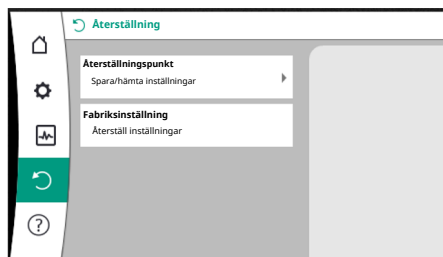 Återställning
Återställningspunkt
Spara/hämta inställningar
Fabriksinställning
Återställ inställningar